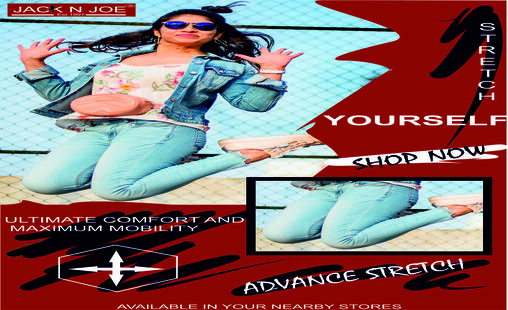 JACK N JOE®
Est.1997
STRETCH
YOURSELF
SHOP NOW
ULTIMATE COMFORT AND
MAXIMUM MOBILITY
ADVANCE STRETCH
AVAILABLE IN YOUR NEARBY STORES